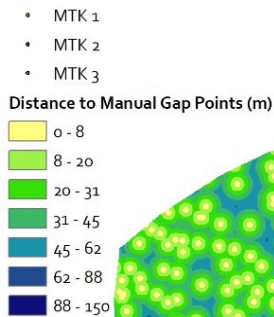 MTK 1
MTK 2
MTK 3
Distance to Manual Gap Points (m)
0 - 8
8 - 20
20 - 31
31 - 45
45 - 62
62 - 88
88 - 150